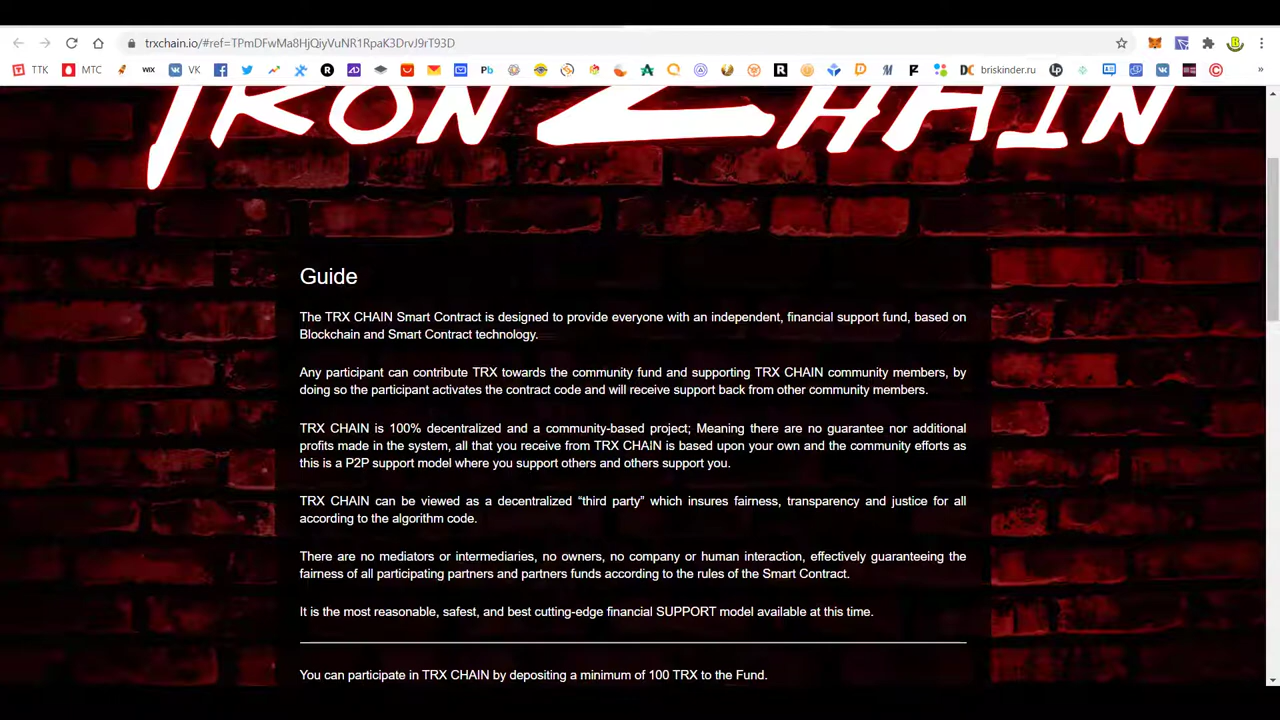 trxchain.io/#ref=TPmDFwMa8HjQiyVuNR1RpaK3DrvJ9rT93D
TTK
MTC
WIX
VK
Pb
DC briskinder.ru
Lp
»
TRON CHAIN
Guide
The TRX CHAIN Smart Contract is designed to provide everyone with an independent, financial support fund, based on
Blockchain and Smart Contract technology.
Any participant can contribute TRX towards the community fund and supporting TRX CHAIN community members, by
doing so the participant activates the contract code and will receive support back from other community members.
TRX CHAIN is 100% decentralized and a community-based project; Meaning there are no guarantee nor additional
profits made in the system, all that you receive from TRX CHAIN is based upon your own and the community efforts as
this is a P2P support model where you support others and others support you.
TRX CHAIN can be viewed as a decentralized “third party” which insures fairness, transparency and justice for all
according to the algorithm code.
There are no mediators or intermediaries, no owners, no company or human interaction, effectively guaranteeing the
fairness of all participating partners and partners funds according to the rules of the Smart Contract.
It is the most reasonable, safest, and best cutting-edge financial SUPPORT model available at this time.
You can participate in TRX CHAIN by depositing a minimum of 100 TRX to the Fund.